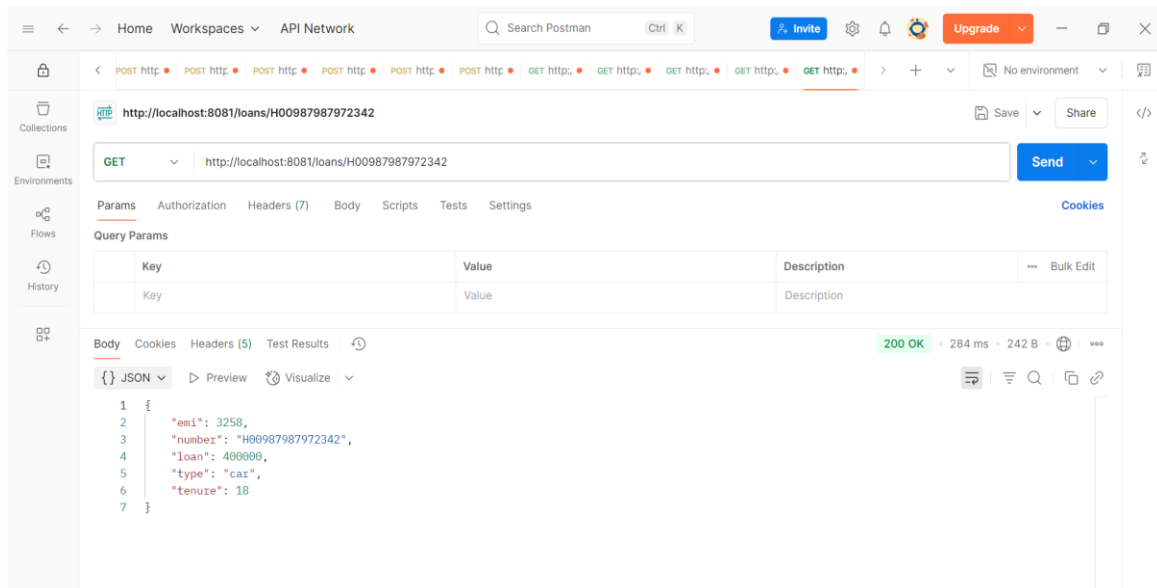 Home Workspaces API Network Search Postman Ctrl K Invite Upgrade
POST http POST http POST http POST http POST http POST http GET http:, GET http:, GET http:, GET http:, GET http:, No environment
Collections
Environments
Flows
History
HTTP http://localhost:8081/loans/H00987987972342 Save Share
GET http://localhost:8081/loans/H00987987972342 Send
Params Authorization Headers (7) Body Scripts Tests Settings Cookies
Query Params
Key Value Description Bulk Edit
Key Value Description
Body Cookies Headers (5) Test Results 200 OK 284 ms 242 B
{} JSON Preview Visualize
1 {
2 "emi": 3258,
3 "number": "H00987987972342",
4 "loan": 400000,
5 "type": "car",
6 "tenure": 18
7 }